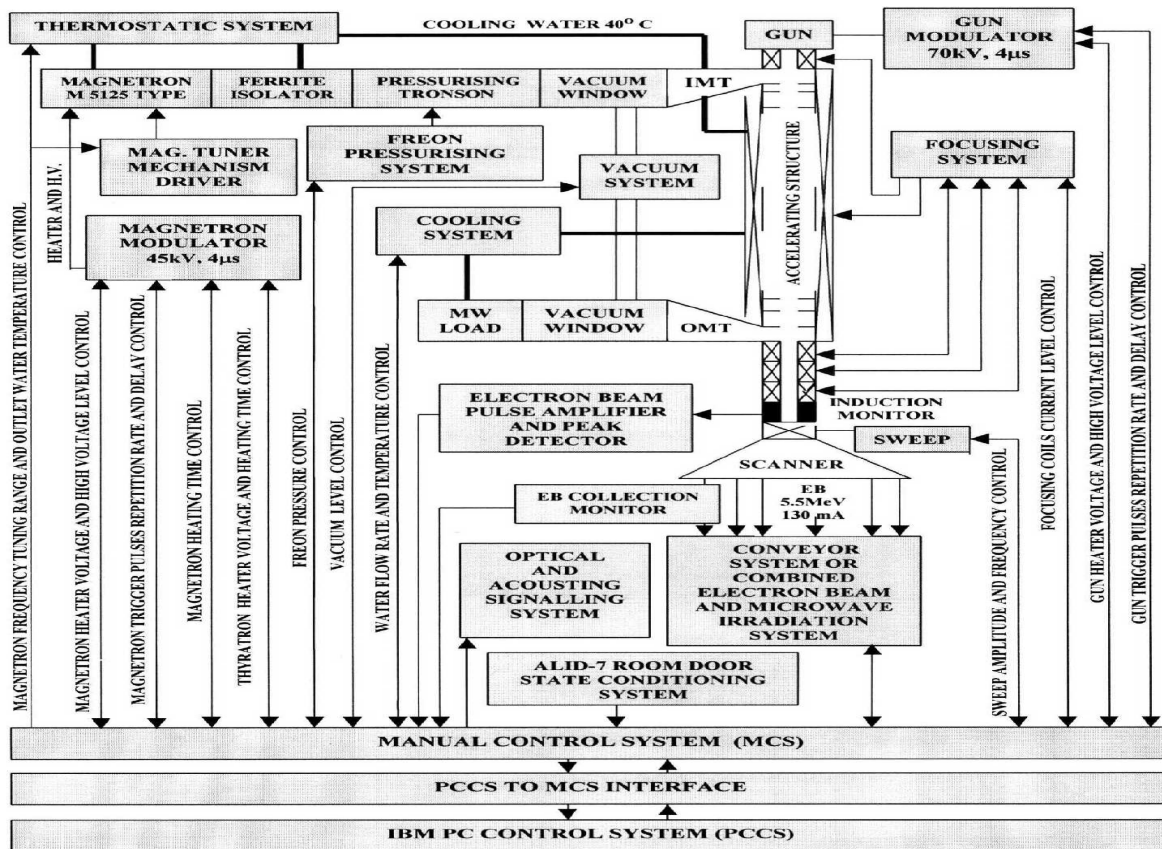 THERMOSTATIC SYSTEM
COOLING WATER 40° C
GUN
GUN
MODULATOR
70kV, 4μs
MAGNETRON
M 5125 TYPE
FERRITE
ISOLATOR
PRESSURISING
TRONSON
VACUUM
WINDOW
IMT
MAG. TUNER
MECHANISM
DRIVER
FREON
PRESSURISING
SYSTEM
VACUUM
SYSTEM
ACCELERATING STRUCTURE
FOCUSING
SYSTEM
HEATER AND H.V.
MAGNETRON
MODULATOR
45kV, 4μs
COOLING
SYSTEM
MW
LOAD
VACUUM
WINDOW
OMT
ELECTRON BEAM
PULSE AMPLIFIER
AND PEAK
DETECTOR
INDUCTION
MONITOR
SWEEP
SCANNER
EB COLLECTION
MONITOR
EB
5.5MeV
130 mA
OPTICAL
AND
ACOUSTING
SIGNALLING
SYSTEM
CONVEYOR
SYSTEM OR
COMBINED
ELECTRON BEAM
AND MICROWAVE
IRRADIATION
SYSTEM
ALID-7 ROOM DOOR
STATE CONDITIONING
SYSTEM
MAGNETRON FREQUENCY TUNING RANGE AND OUTLET WATER TEMPERATURE CONTROL
MAGNETRON HEATER VOLTAGE AND HIGH VOLTAGE LEVEL CONTROL
MAGNETRON TRIGGER PULSES REPETITION RATE AND DELAY CONTROL
MAGNETRON HEATING TIME CONTROL
THYRATRON HEATER VOLTAGE AND HEATING TIME CONTROL
FREON PRESSURE CONTROL
VACUUM LEVEL CONTROL
WATER FLOW RATE AND TEMPERATURE CONTROL
SWEEP AMPLITUDE AND FREQUENCY CONTROL
FOCUSING COILS CURRENT LEVEL CONTROL
GUN HEATER VOLTAGE AND HIGH VOLTAGE LEVEL CONTROL
GUN TRIGGER PULSES REPETITION RATE AND DELAY CONTROL
MANUAL CONTROL SYSTEM (MCS)
PCCS TO MCS INTERFACE
IBM PC CONTROL SYSTEM (PCCS)